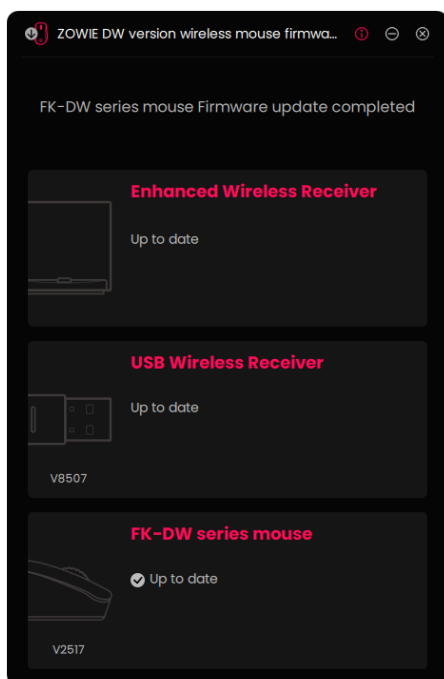 ZOWIE DW version wireless mouse firmwa...
FK-DW series mouse Firmware update completed
Enhanced Wireless Receiver
Up to date
USB Wireless Receiver
Up to date
V8507
FK-DW series mouse
Up to date
V2517